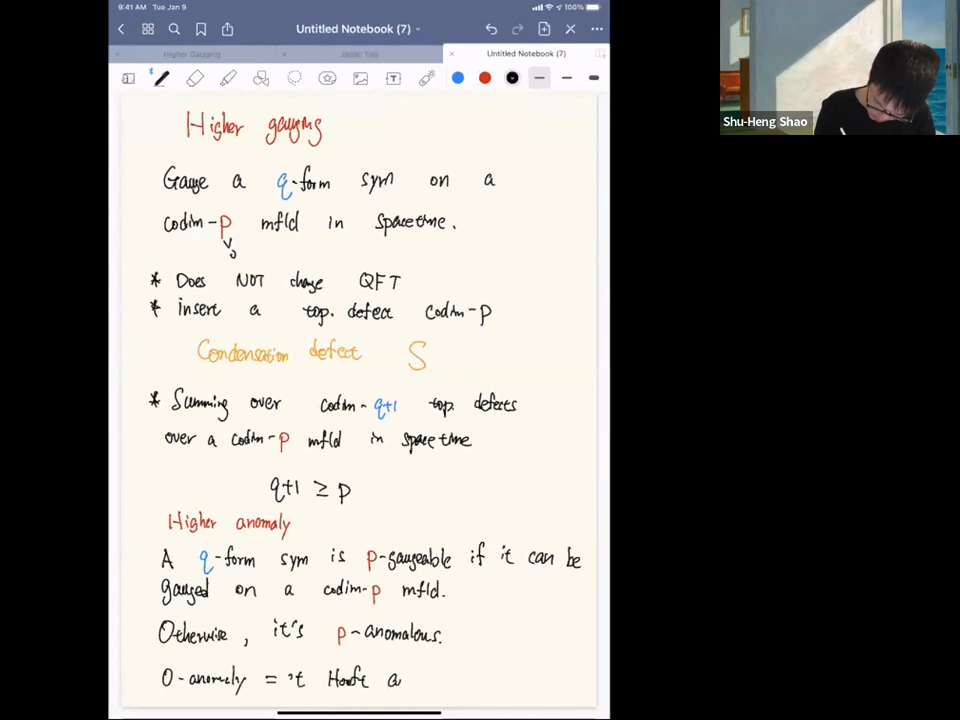 9:41 AM Tue Jan 9
100%
Untitled Notebook (7)
Higher Gauging
Untitled Notebook (7)
Shu-Heng Shao
Higher gauging
Gauge a q-form sym on a
codim-p mfld in spacetime.
* Does NOT change QFT
* insert a top. defect codim-p
Condensation defect S
* Summing over codim-q+1 top. defects
over a codim-p mfld in spacetime
q+1 ≥ p
Higher anomaly
A q-form sym is p-gaugeable if it can be
gauged on a codim-p mfld.
Otherwise, it's p-anomalous.
0-anomaly = 't Hooft a